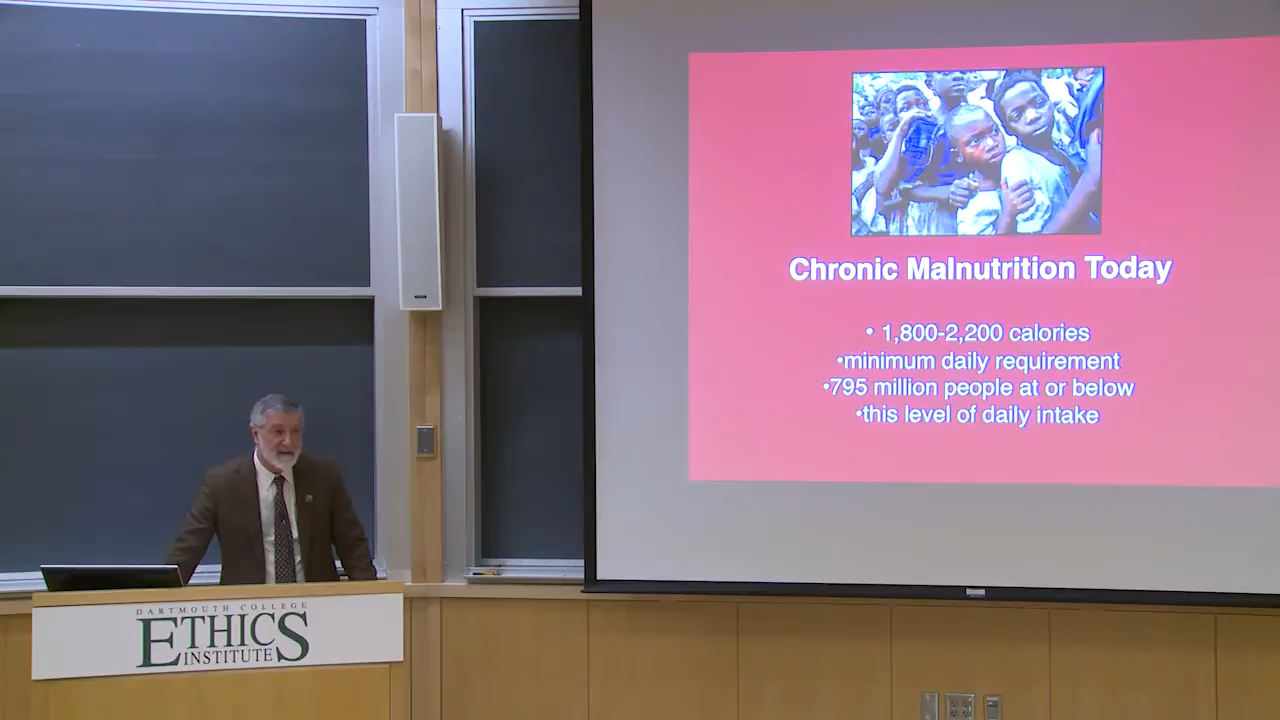 Chronic Malnutrition Today
• 1,800-2,200 calories
•minimum daily requirement
•795 million people at or below
•this level of daily intake
DARTMOUTH COLLEGE
ETHICS
INSTITUTE